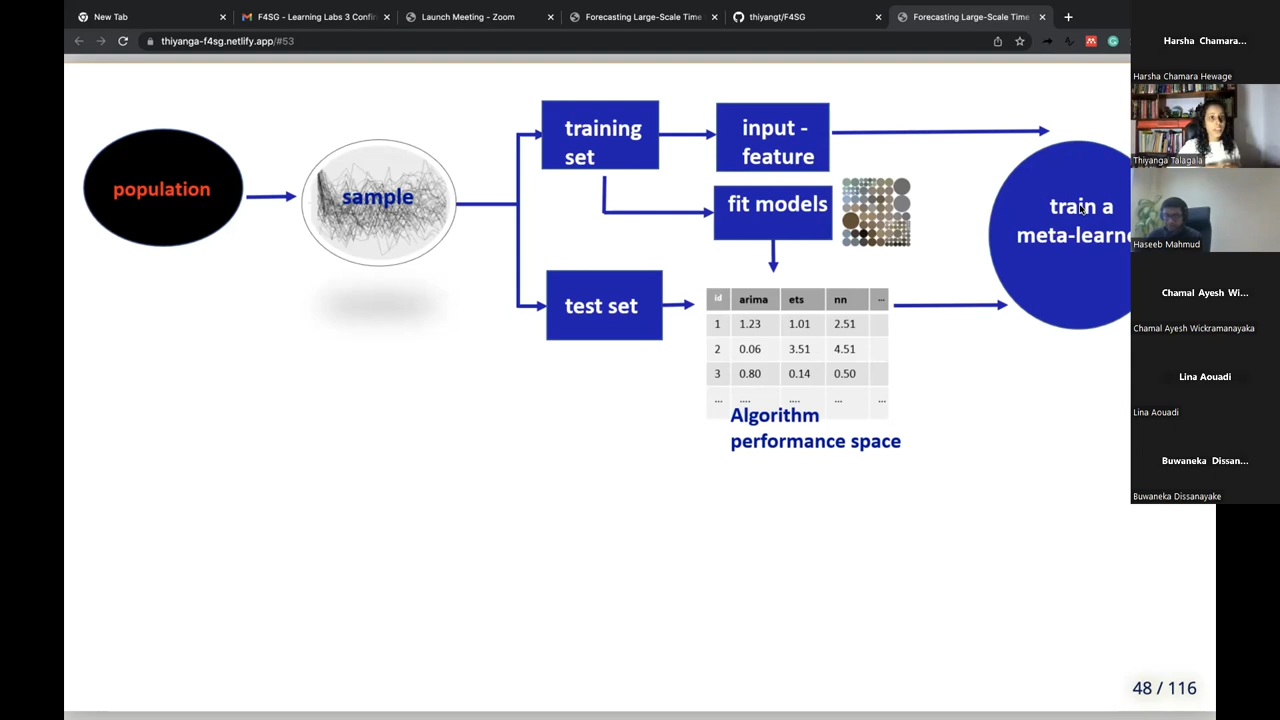 New Tab
F4SG - Learning Labs 3 Confir
Launch Meeting - Zoom
Forecasting Large-Scale Time
thiyangt/F4SG
Forecasting Large-Scale Time
thiyanga-f4sg.netlify.app/#53
population
sample
training
set
input -
feature
fit models
test set
id arima ets nn ...
1 1.23 1.01 2.51
2 0.06 3.51 4.51
3 0.80 0.14 0.50
... .... .... ... ...
Algorithm
performance space
train a
meta-learne
48 / 116
Harsha Chamara...
Harsha Chamara Hewage
Thiyanga Talagala
Haseeb Mahmud
Chamal Ayesh Wi...
Chamal Ayesh Wickramanayaka
Lina Aouadi
Lina Aouadi
Buwaneka Dissan...
Buwaneka Dissanayake